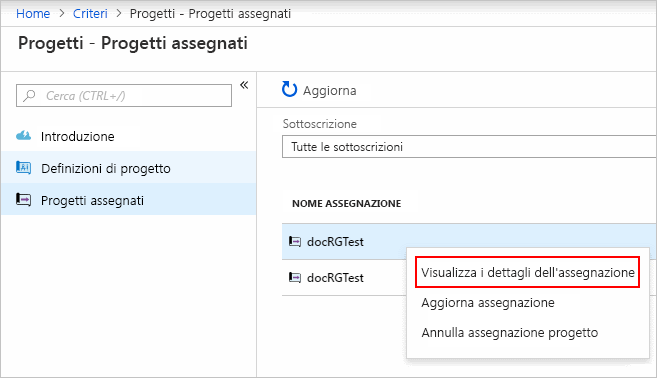 Home > Criteri > Progetti - Progetti assegnati
Progetti - Progetti assegnati
Cerca (CTRL+/)
«
Introduzione
Definizioni di progetto
Progetti assegnati
Aggiorna
Sottoscrizione
Tutte le sottoscrizioni
NOME ASSEGNAZIONE
docRGTest
docRGTest
Visualizza i dettagli dell'assegnazione
Aggiorna assegnazione
Annulla assegnazione progetto